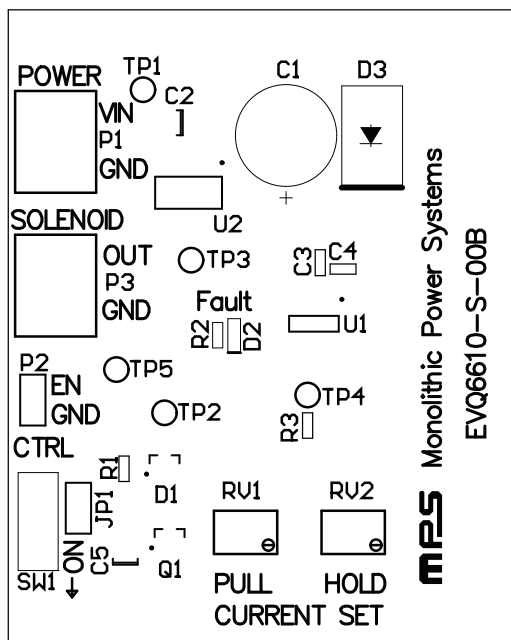 POWER
TP1
C1
D3
C2
VIN
P1
GND
U2
SOLENOID
OUT
P3
GND
TP3
C3
C4
Fault
R2
D2
U1
P2
EN
GND
TP5
TP2
TP4
R3
CTRL
R1
D1
JP1
RV1
RV2
SW1
ON
C5
Q1
PULL
HOLD
CURRENT SET
mps Monolithic Power Systems
EVQ6610-S-00B